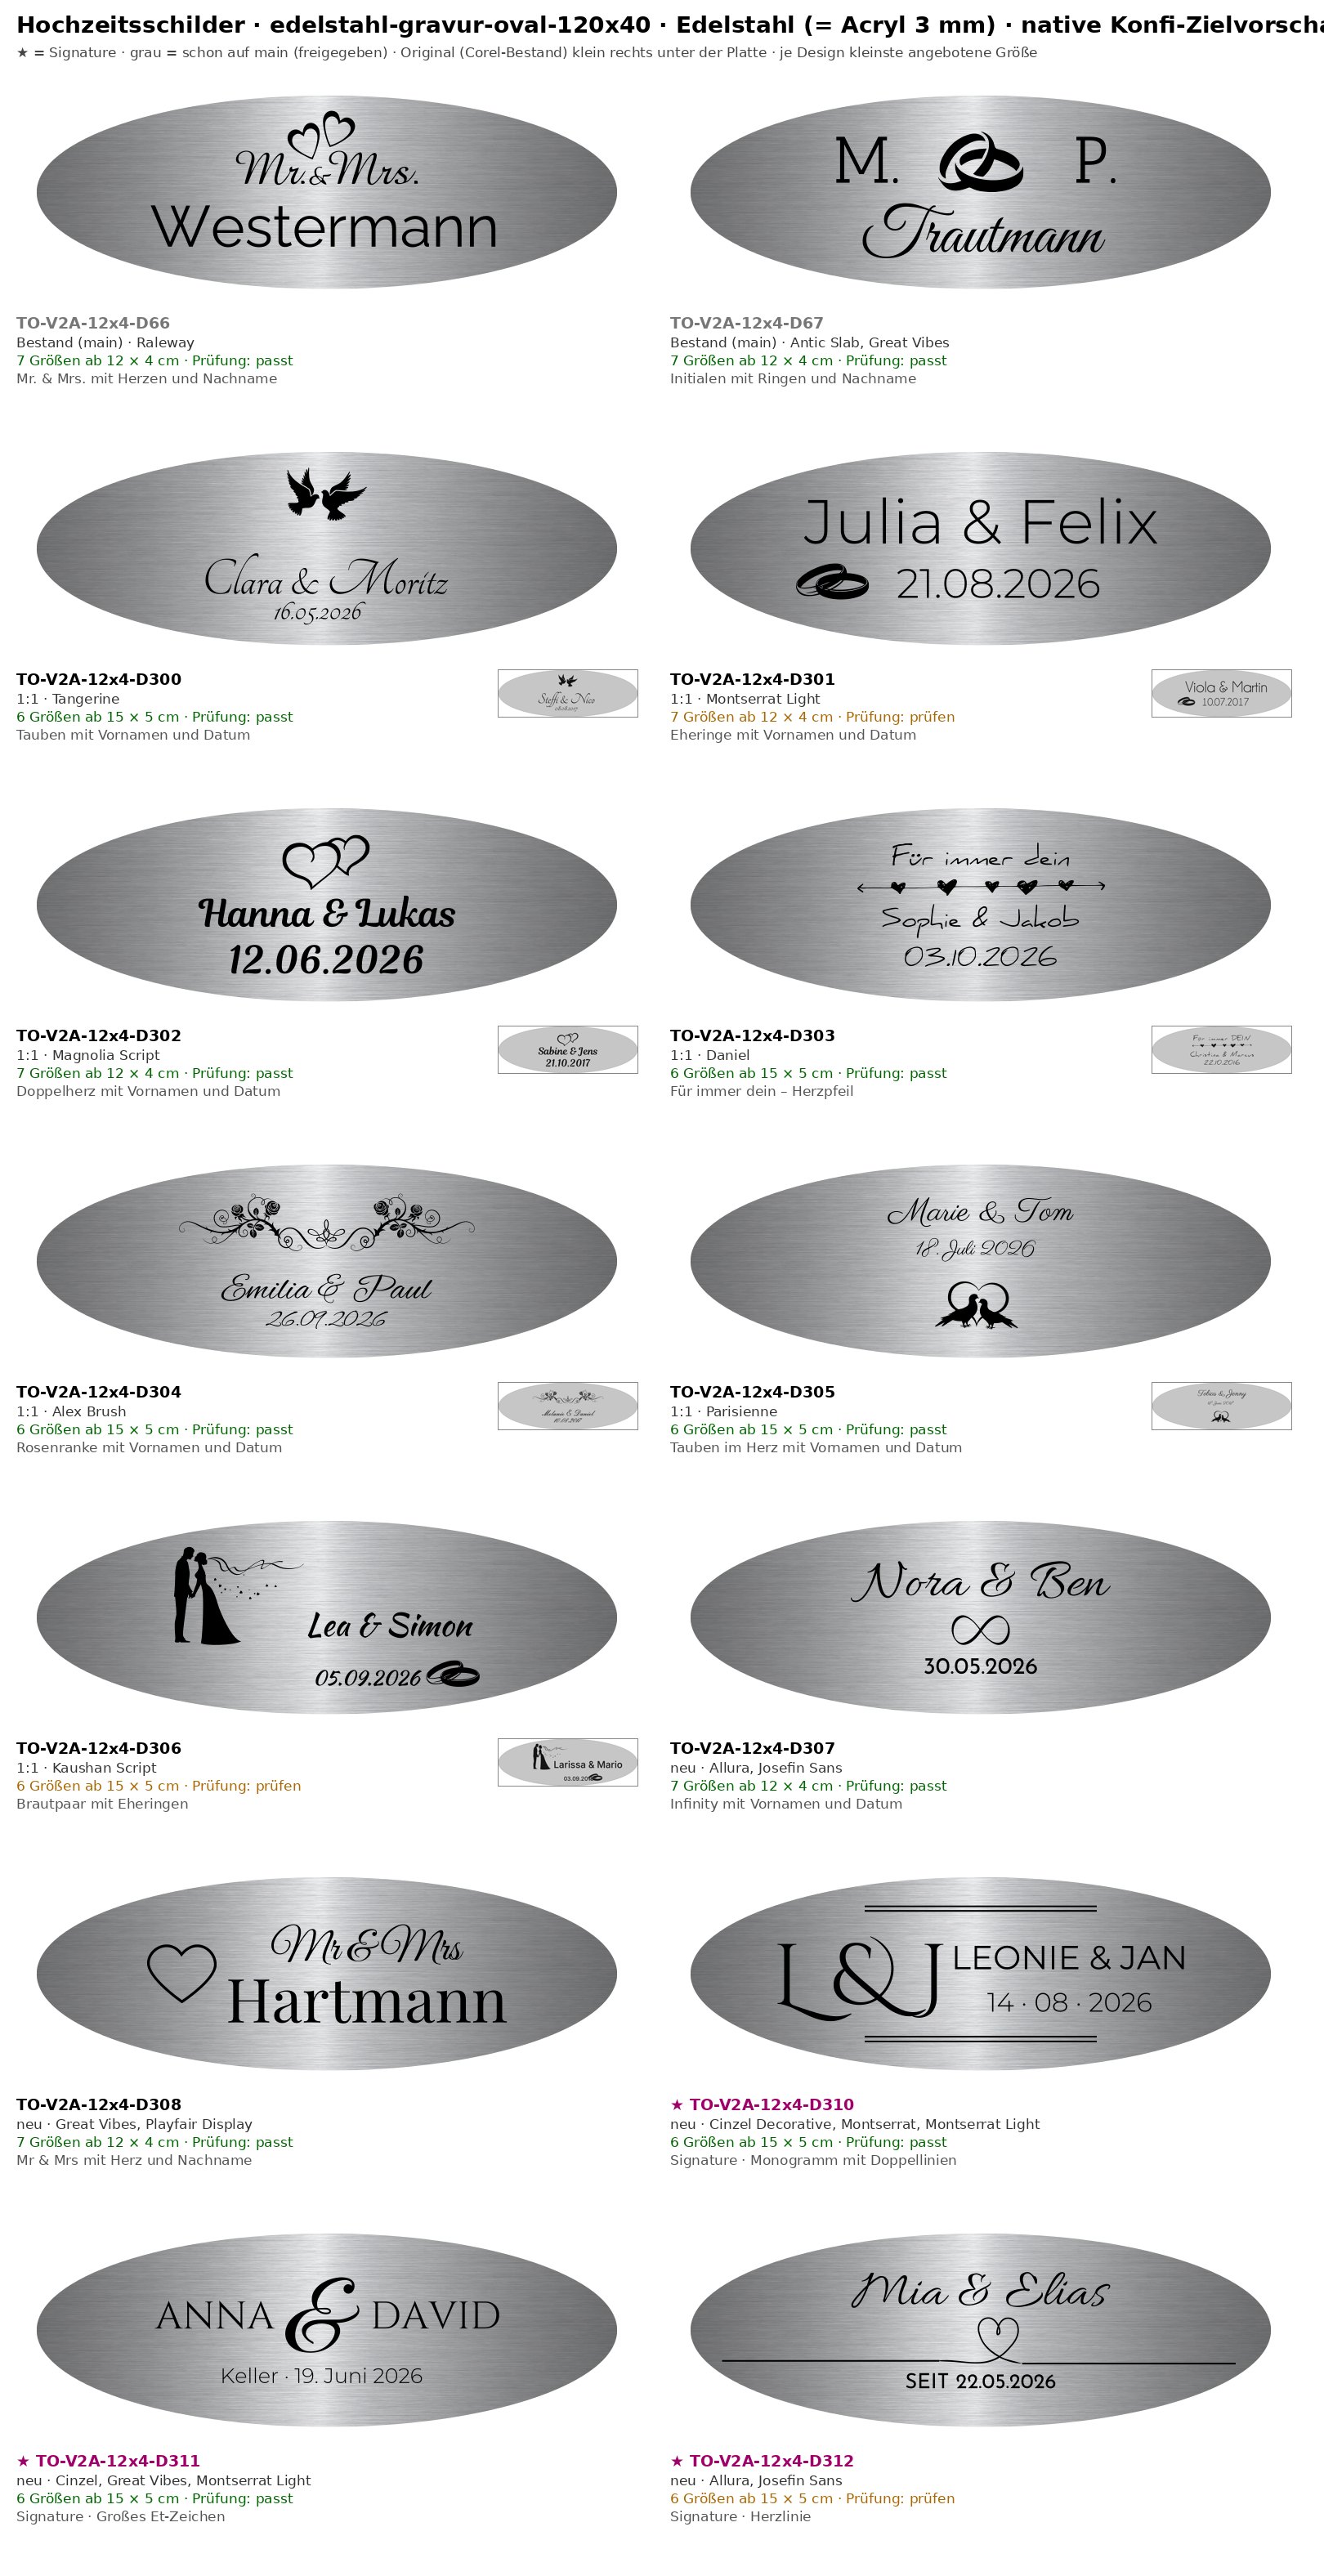 Hochzeitsschilder · edelstahl-gravur-oval-120x40 · Edelstahl (= Acryl 3 mm) · native Konfi-Zielvorscha
★ = Signature · grau = schon auf main (freigegeben) · Original (Corel-Bestand) klein rechts unter der Platte · je Design kleinste angebotene Größe
Mr. & Mrs.
Westermann
TO-V2A-12x4-D66
Bestand (main) · Raleway
7 Größen ab 12 × 4 cm · Prüfung: passt
Mr. & Mrs. mit Herzen und Nachname
M. P.
Trautmann
TO-V2A-12x4-D67
Bestand (main) · Antic Slab, Great Vibes
7 Größen ab 12 × 4 cm · Prüfung: passt
Initialen mit Ringen und Nachname
Clara & Moritz
16.05.2026
TO-V2A-12x4-D300
1:1 · Tangerine
6 Größen ab 15 × 5 cm · Prüfung: passt
Tauben mit Vornamen und Datum
Steffi & Nico
Julia & Felix
21.08.2026
TO-V2A-12x4-D301
1:1 · Montserrat Light
7 Größen ab 12 × 4 cm · Prüfung: prüfen
Eheringe mit Vornamen und Datum
Viola & Martin
10.07.2017
Hanna & Lukas
12.06.2026
TO-V2A-12x4-D302
1:1 · Magnolia Script
7 Größen ab 12 × 4 cm · Prüfung: passt
Doppelherz mit Vornamen und Datum
Sabine & Jens
21.10.2017
Für immer dein
Sophie & Jakob
03.10.2026
TO-V2A-12x4-D303
1:1 · Daniel
6 Größen ab 15 × 5 cm · Prüfung: passt
Für immer dein – Herzpfeil
Für immer DEIN
Christine & Marcus
22.10.2016
Emilia & Paul
26.09.2026
TO-V2A-12x4-D304
1:1 · Alex Brush
6 Größen ab 15 × 5 cm · Prüfung: passt
Rosenranke mit Vornamen und Datum
Melanie & Daniel
Marie & Tom
18. Juli 2026
TO-V2A-12x4-D305
1:1 · Parisienne
6 Größen ab 15 × 5 cm · Prüfung: passt
Tauben im Herz mit Vornamen und Datum
Tobias & Jenny
Lea & Simon
05.09.2026
TO-V2A-12x4-D306
1:1 · Kaushan Script
6 Größen ab 15 × 5 cm · Prüfung: prüfen
Brautpaar mit Eheringen
Larissa & Mario
Nora & Ben
30.05.2026
TO-V2A-12x4-D307
neu · Allura, Josefin Sans
7 Größen ab 12 × 4 cm · Prüfung: passt
Infinity mit Vornamen und Datum
Mr & Mrs
Hartmann
TO-V2A-12x4-D308
neu · Great Vibes, Playfair Display
7 Größen ab 12 × 4 cm · Prüfung: passt
Mr & Mrs mit Herz und Nachname
L&J LEONIE & JAN
14 · 08 · 2026
★ TO-V2A-12x4-D310
neu · Cinzel Decorative, Montserrat, Montserrat Light
6 Größen ab 15 × 5 cm · Prüfung: passt
Signature · Monogramm mit Doppellinien
ANNA & DAVID
Keller · 19. Juni 2026
★ TO-V2A-12x4-D311
neu · Cinzel, Great Vibes, Montserrat Light
6 Größen ab 15 × 5 cm · Prüfung: passt
Signature · Großes Et-Zeichen
Mia & Elias
SEIT 22.05.2026
★ TO-V2A-12x4-D312
neu · Allura, Josefin Sans
6 Größen ab 15 × 5 cm · Prüfung: prüfen
Signature · Herzlinie